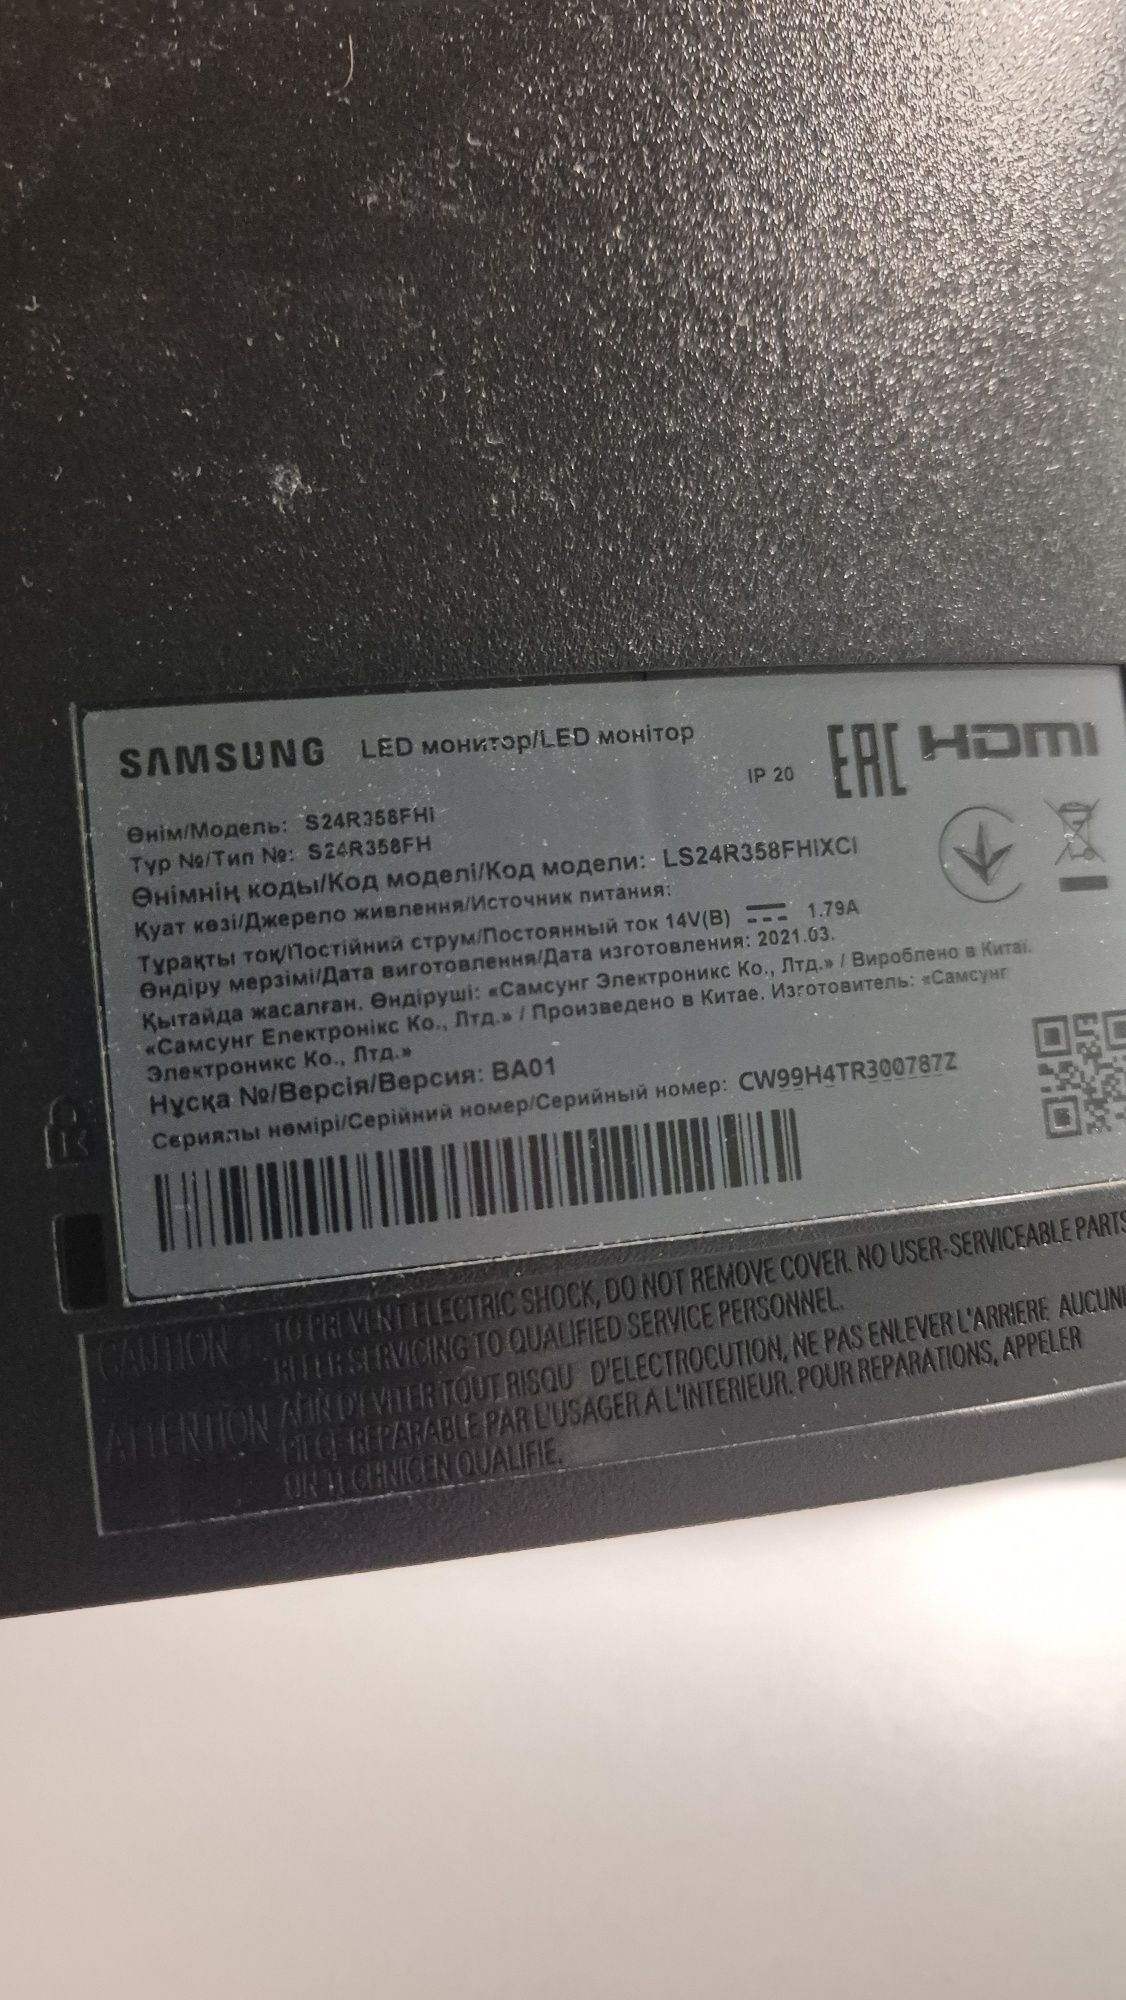 SAMSUNG LED монитор/LED монітор
IP 20 EAC HDMI
Өнім/Модель: S24R358FHI
Түр №/Тип №: S24R358FH
Өнімнің коды/Код моделі/Код модели: LS24R358FHIXCI
Қуат көзі/Джерело живлення/Источник питания:
Тұрақты тоқ/Постійний струм/Постоянный ток 14V(B) 1.79A
Өндіру мерзімі/Дата виготовлення/Дата изготовления: 2021.03.
Қытайда жасалған. Өндіруші: «Самсунг Электроникс Ко., Лтд.» / Вироблено в Китаї.
«Самсунг Електронікс Ко., Лтд.» / Произведено в Китае. Изготовитель: «Самсунг
Электроникс Ко., Лтд.»
Нұсқа №/Версія/Версия: BA01
Сериялы нөмірі/Серійний номер/Серийный номер: CW99H4TR300787Z
K
CAUTION TO PREVENT ELECTRIC SHOCK, DO NOT REMOVE COVER. NO USER-SERVICEABLE PARTS
REFER SERVICING TO QUALIFIED SERVICE PERSONNEL.
ATTENTION AFIN D'EVITER TOUT RISQU D'ELECTROCUTION, NE PAS ENLEVER L'ARRIERE AUCUNE
PIECE REPARABLE PAR L'USAGER A L'INTERIEUR. POUR REPARATIONS, APPELER
UN TECHNICEN QUALIFIE.